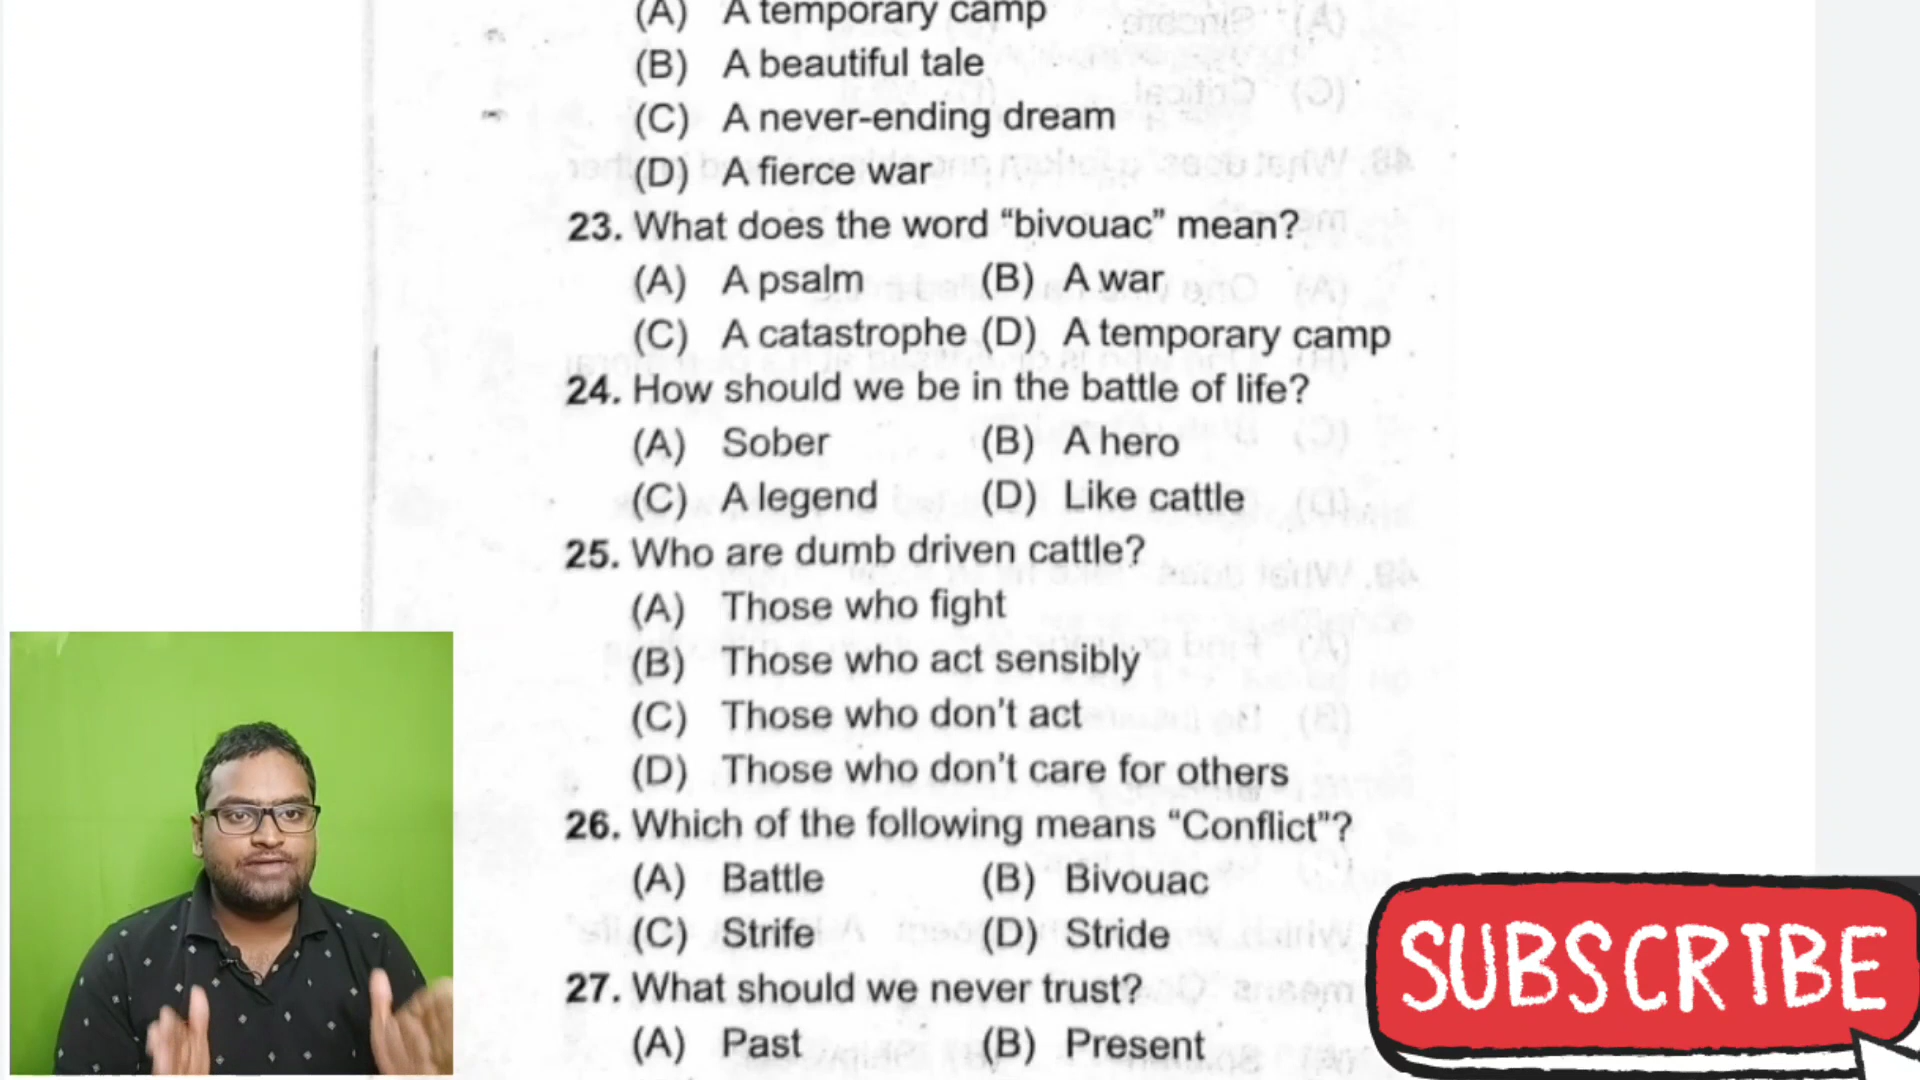 (A) A temporary camp
(B) A beautiful tale
(C) A never-ending dream
(D) A fierce war
23. What does the word “bivouac” mean?
(A) A psalm (B) A war
(C) A catastrophe (D) A temporary camp
24. How should we be in the battle of life?
(A) Sober (B) A hero
(C) A legend (D) Like cattle
25. Who are dumb driven cattle?
(A) Those who fight
(B) Those who act sensibly
(C) Those who don't act
(D) Those who don't care for others
26. Which of the following means “Conflict”?
(A) Battle (B) Bivouac
(C) Strife (D) Stride
27. What should we never trust?
(A) Past (B) Present
SUBSCRIBE